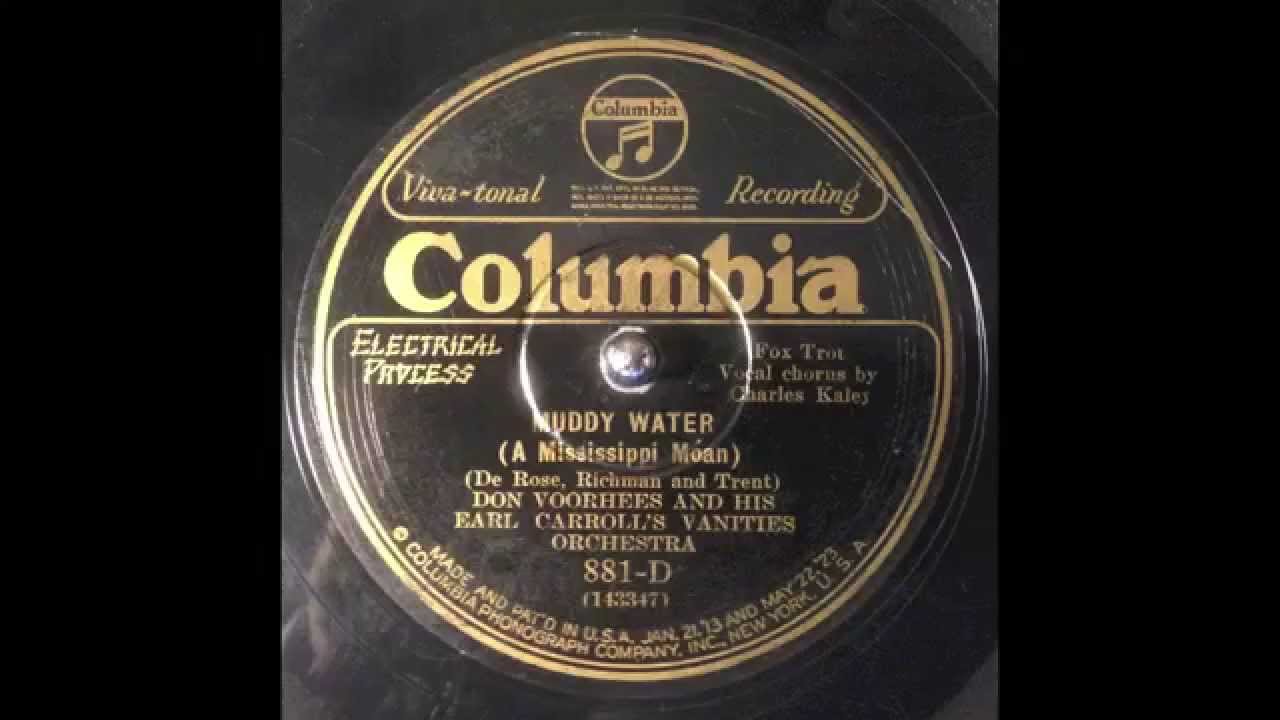 Columbia
Viva-tonal Recording
Columbia
ELECTRICAL
PROCESS
Fox Trot
Vocal chorus by
Charles Kaley
MUDDY WATER
(A Mississippi Moan)
(De Rose, Richman and Trent)
DON VOORHEES AND HIS
EARL CARROLL'S VANITIES
ORCHESTRA
881-D
(143347)
MADE AND PAT'D IN U.S.A. JAN. 21, '13 AND MAY 22, '23
© COLUMBIA PHONOGRAPH COMPANY, INC., NEW YORK, U. S. A.